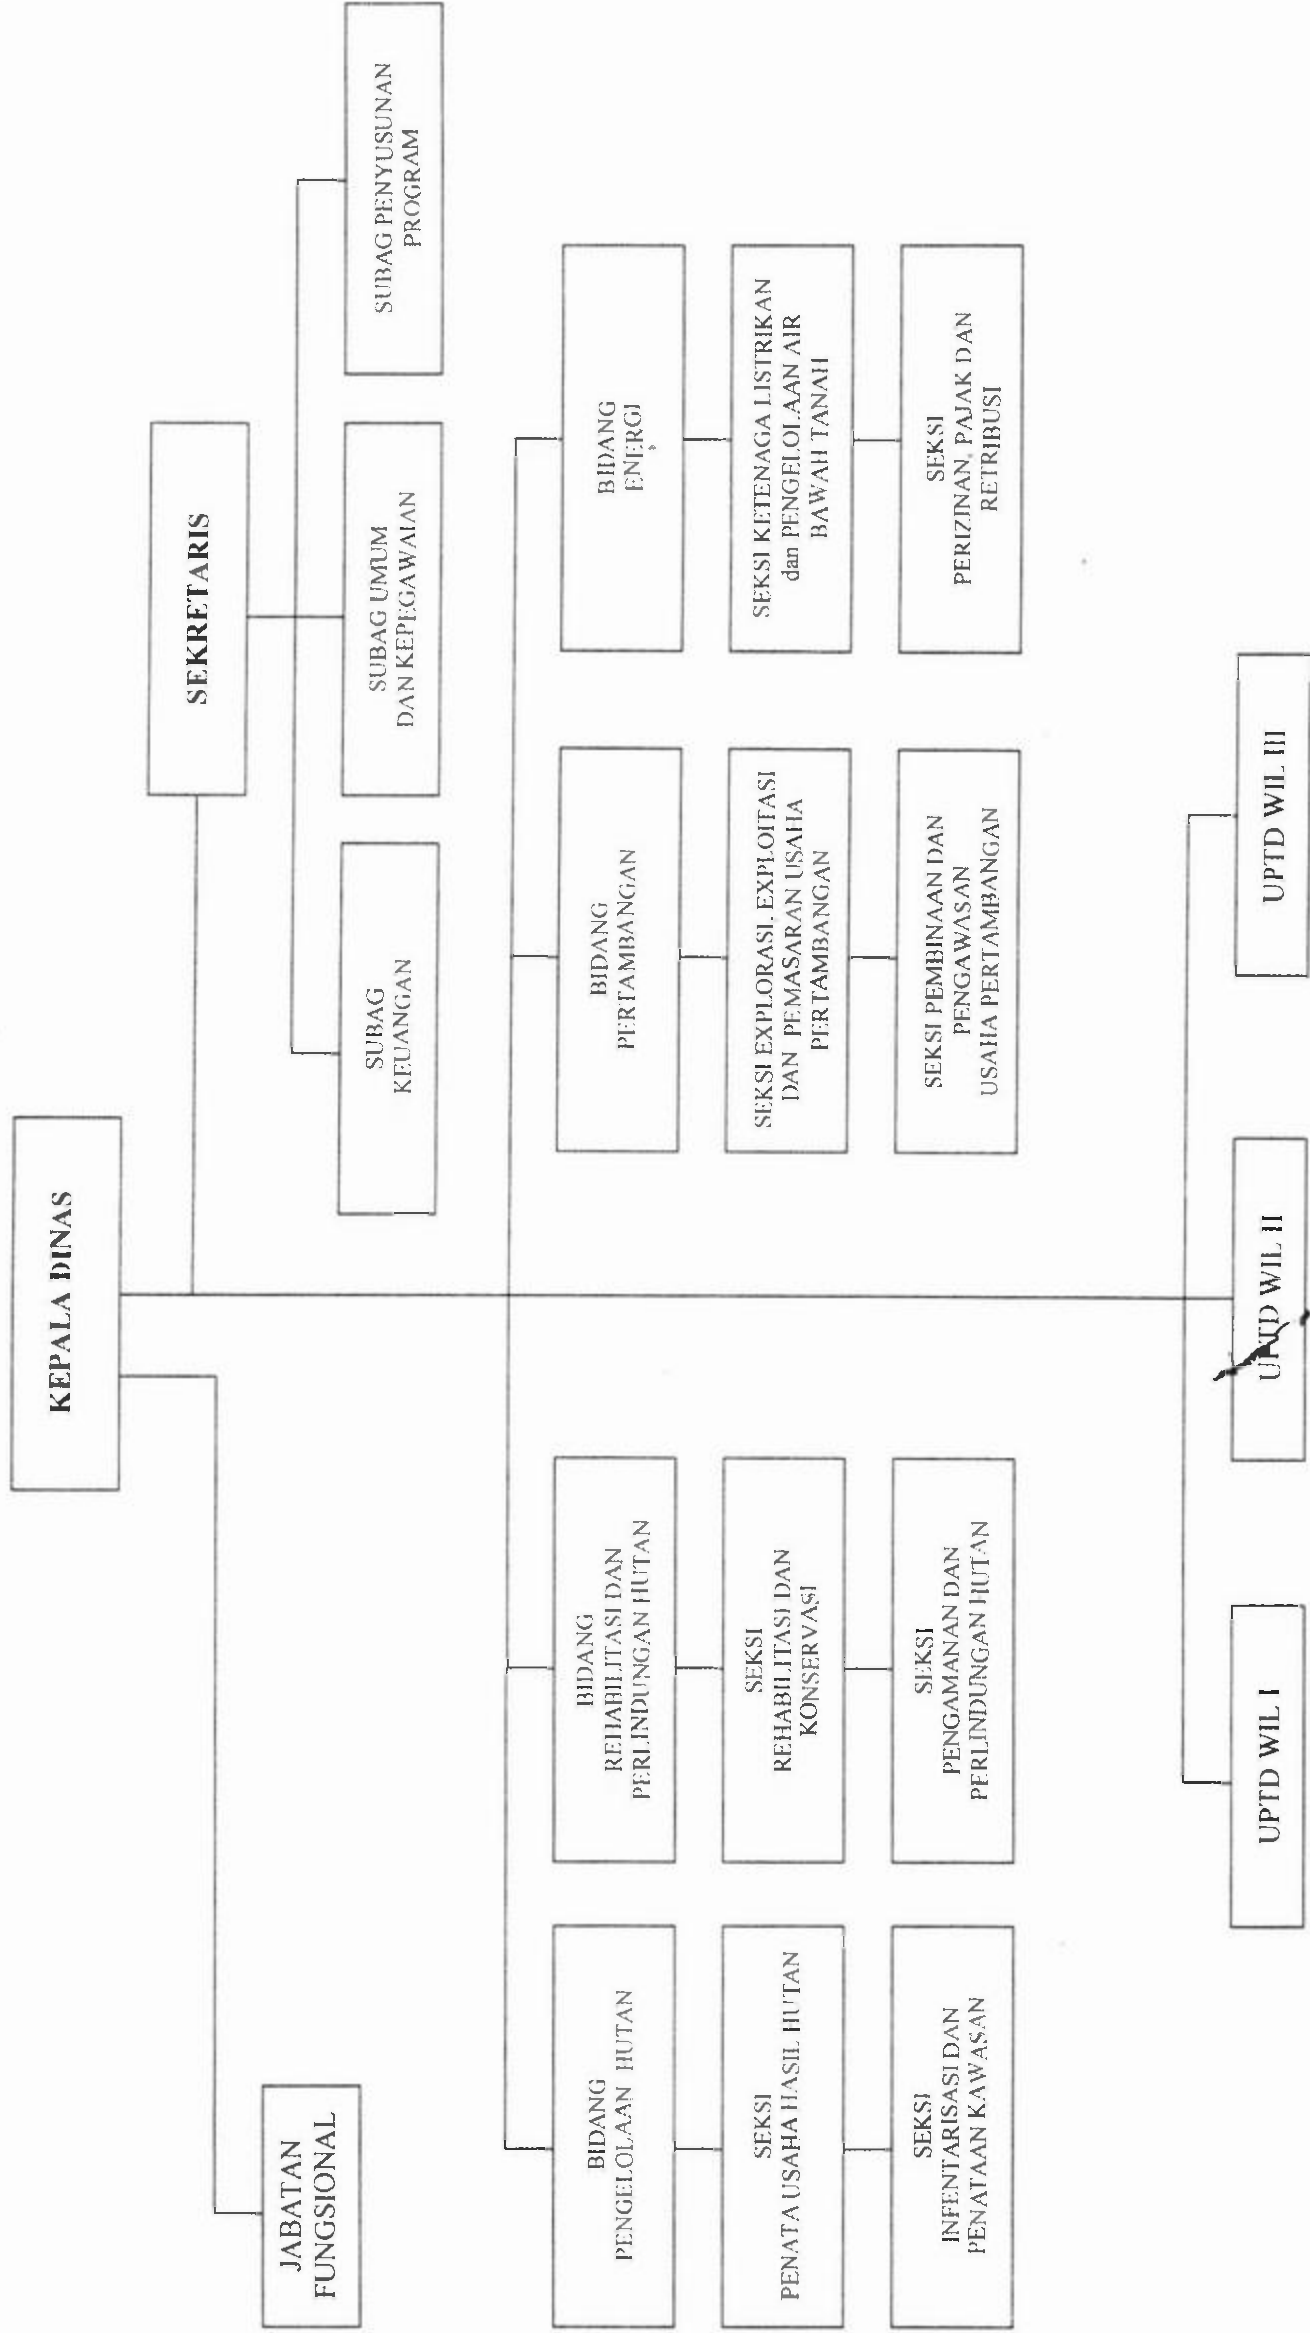 KEPALA DINAS
JABATAN
FUNGSIONAL
SEKRETARIS
SUBAG
KEUANGAN
SUBAG UMUM
DAN KEPEGAWAIAN
SUBAG PENYUSUNAN
PROGRAM
BIDANG
PENGELOLAAN HUTAN
SEKSI
PENATA USAHA HASIL HUTAN
SEKSI
INFENTARISASI DAN
PENATAAN KAWASAN
BIDANG
REHABILITASI DAN
PERLINDUNGAN HUTAN
SEKSI
REHABILITASI DAN
KONSERVASI
SEKSI
PENGAMANAN DAN
PERLINDUNGAN HUTAN
BIDANG
PERTAMBANGAN
SEKSI EXPLORASI, EXPLOITASI
DAN PEMASARAN USAHA
PERTAMBANGAN
SEKSI PEMBINAAN DAN
PENGAWASAN
USAHA PERTAMBANGAN
BIDANG
ENERGI
SEKSI KETENAGA LISTRIKAN
dan PENGELOLAAN AIR
BAWAH TANAH
SEKSI
PERIZINAN, PAJAK DAN
RETRIBUSI
UPTD WIL I
UPTD WIL II
UPTD WIL III